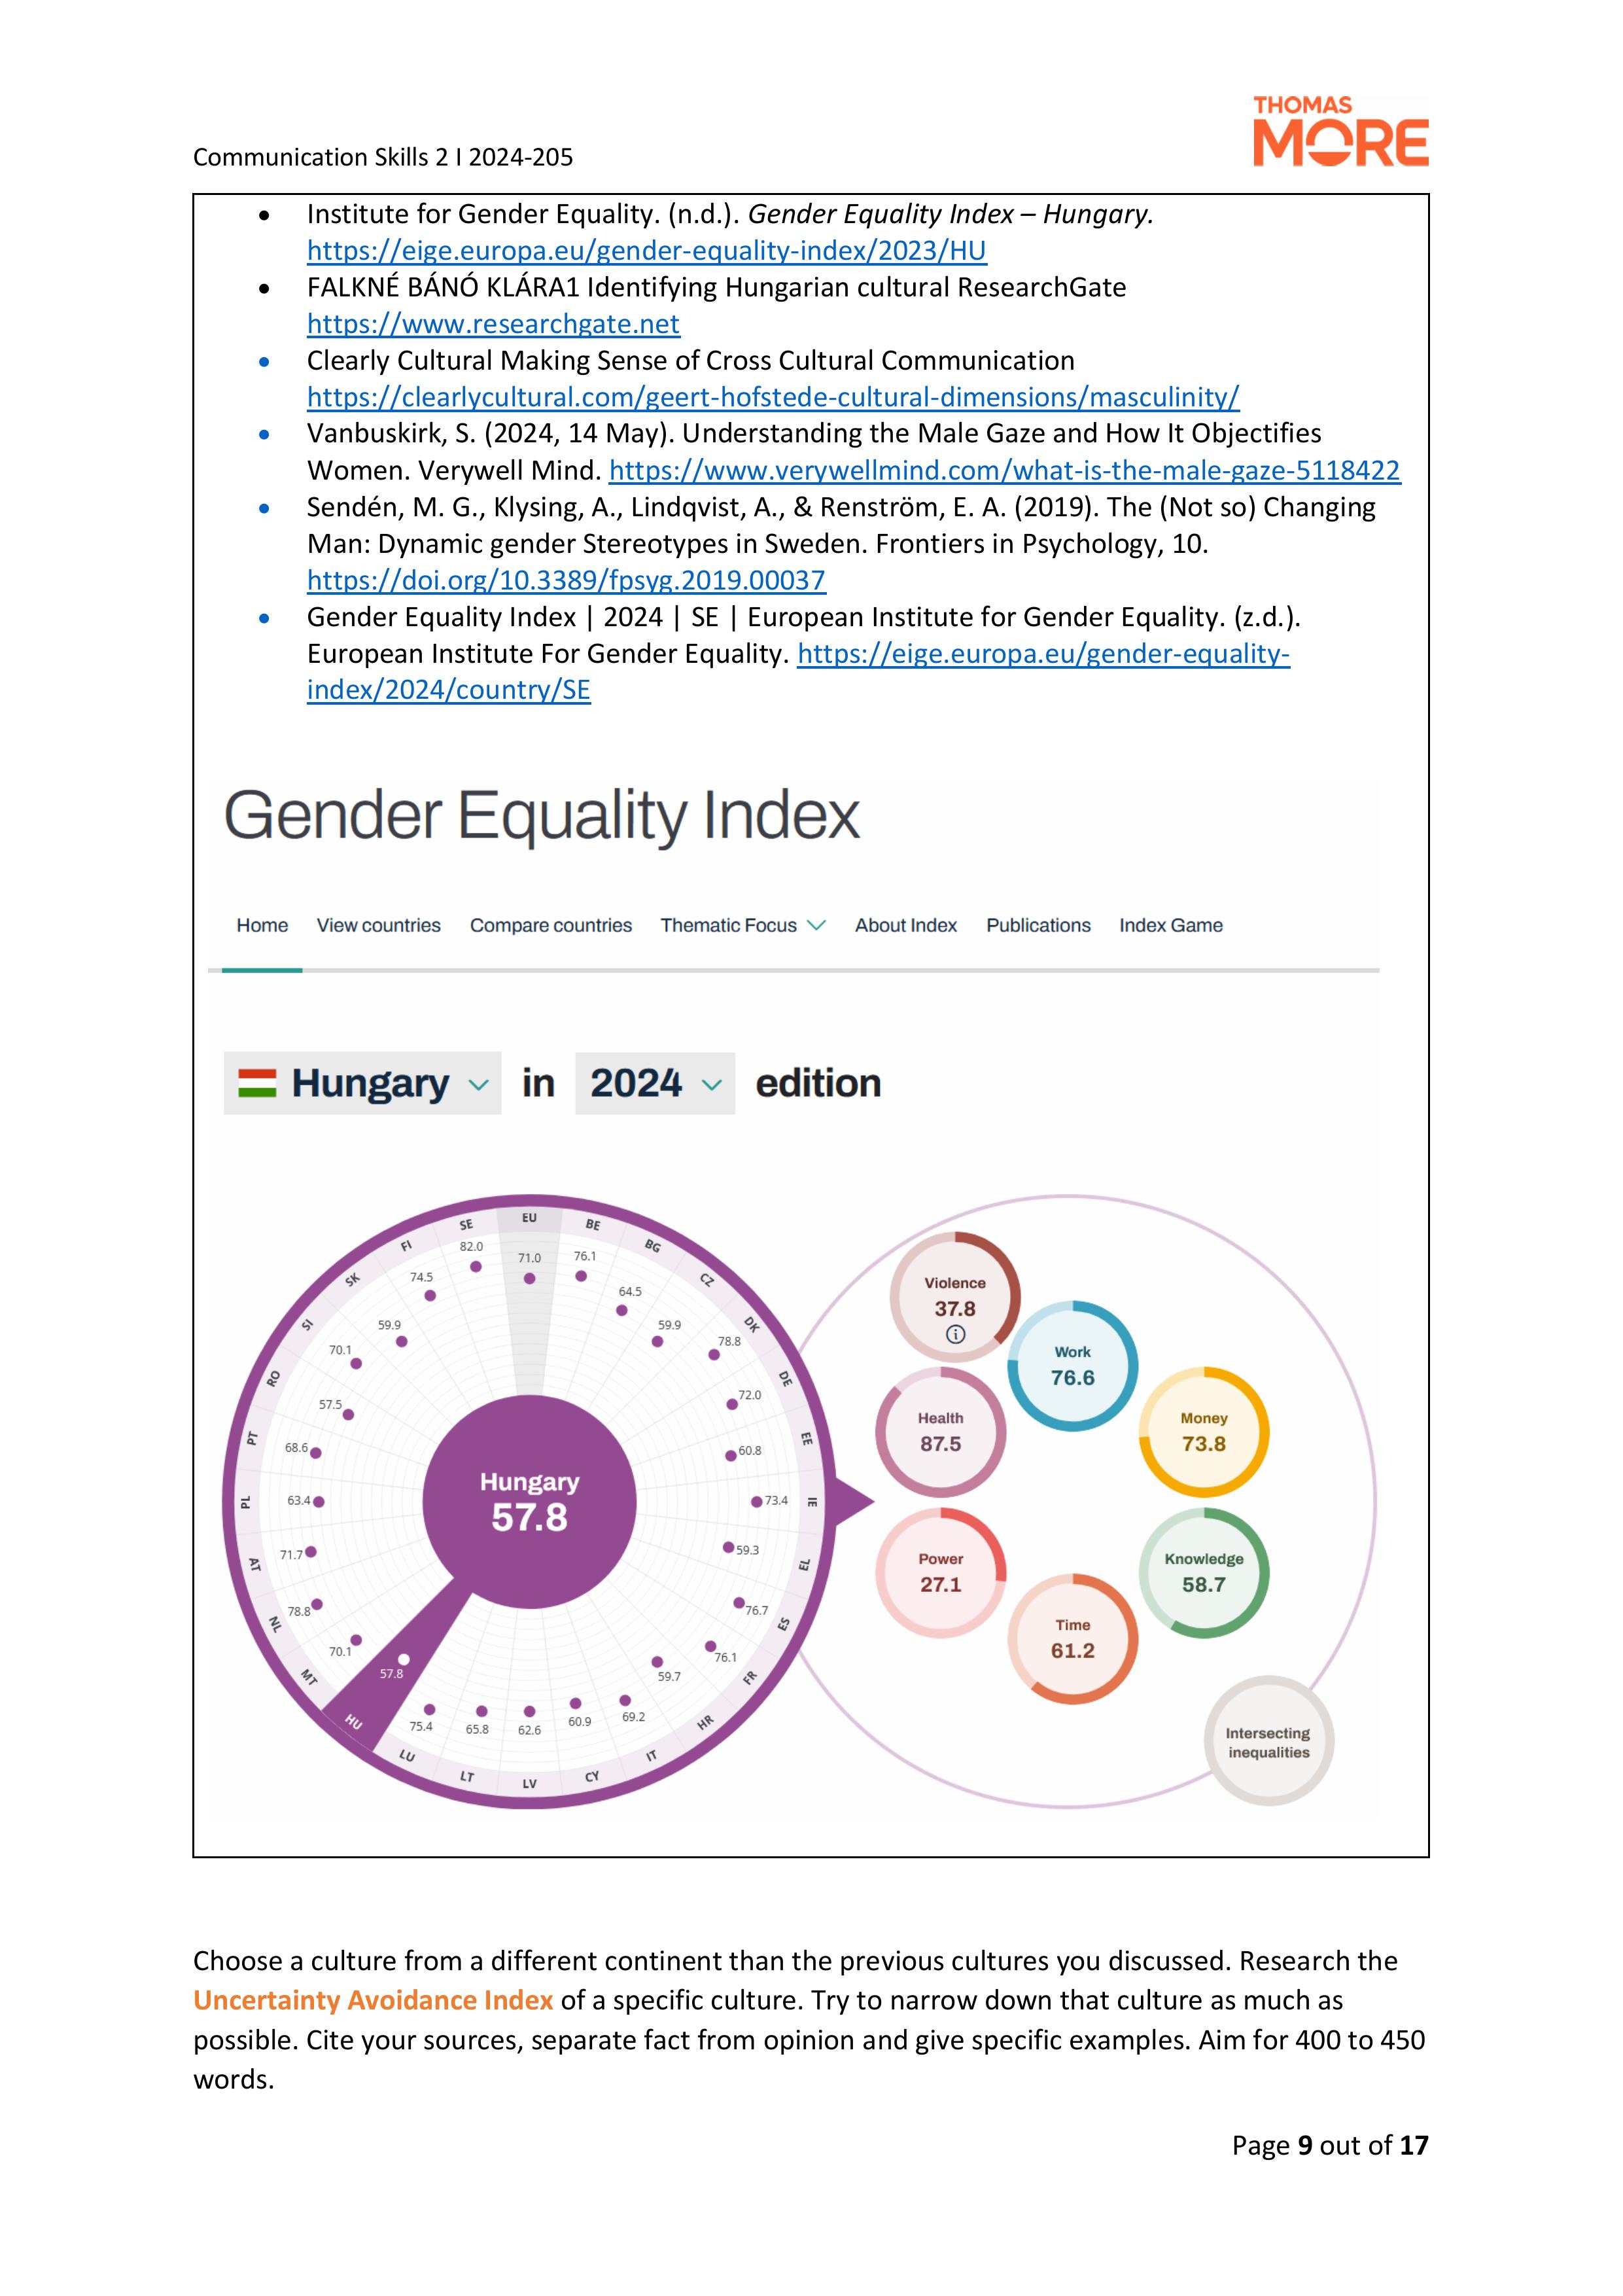 THOMAS
MORE
Communication Skills 2 I 2024-205
• Institute for Gender Equality. (n.d.). Gender Equality Index – Hungary.
https://eige.europa.eu/gender-equality-index/2023/HU
• FALKNÉ BÁNÓ KLÁRA1 Identifying Hungarian cultural ResearchGate
https://www.researchgate.net
• Clearly Cultural Making Sense of Cross Cultural Communication
https://clearlycultural.com/geert-hofstede-cultural-dimensions/masculinity/
• Vanbuskirk, S. (2024, 14 May). Understanding the Male Gaze and How It Objectifies
Women. Verywell Mind. https://www.verywellmind.com/what-is-the-male-gaze-5118422
• Sendén, M. G., Klysing, A., Lindqvist, A., & Renström, E. A. (2019). The (Not so) Changing
Man: Dynamic gender Stereotypes in Sweden. Frontiers in Psychology, 10.
https://doi.org/10.3389/fpsyg.2019.00037
• Gender Equality Index | 2024 | SE | European Institute for Gender Equality. (z.d.).
European Institute For Gender Equality. https://eige.europa.eu/gender-equality-
index/2024/country/SE
Gender Equality Index
Home View countries Compare countries Thematic Focus About Index Publications Index Game
Hungary in 2024 edition
EU
71.0
BE
76.1
BG
64.5
CZ
59.9
DK
78.8
DE
72.0
EE
60.8
IE
73.4
EL
59.3
ES
76.7
FR
76.1
HR
59.7
IT
69.2
CY
60.9
LV
62.6
LT
65.8
LU
75.4
HU
57.8
MT
70.1
NL
78.8
AT
71.7
PL
63.4
PT
68.6
RO
57.5
SI
70.1
SK
59.9
FI
74.5
SE
82.0
Hungary
57.8
Violence
37.8
Work
76.6
Health
87.5
Money
73.8
Power
27.1
Knowledge
58.7
Time
61.2
Intersecting
inequalities
Choose a culture from a different continent than the previous cultures you discussed. Research the
Uncertainty Avoidance Index of a specific culture. Try to narrow down that culture as much as
possible. Cite your sources, separate fact from opinion and give specific examples. Aim for 400 to 450
words.
Page 9 out of 17